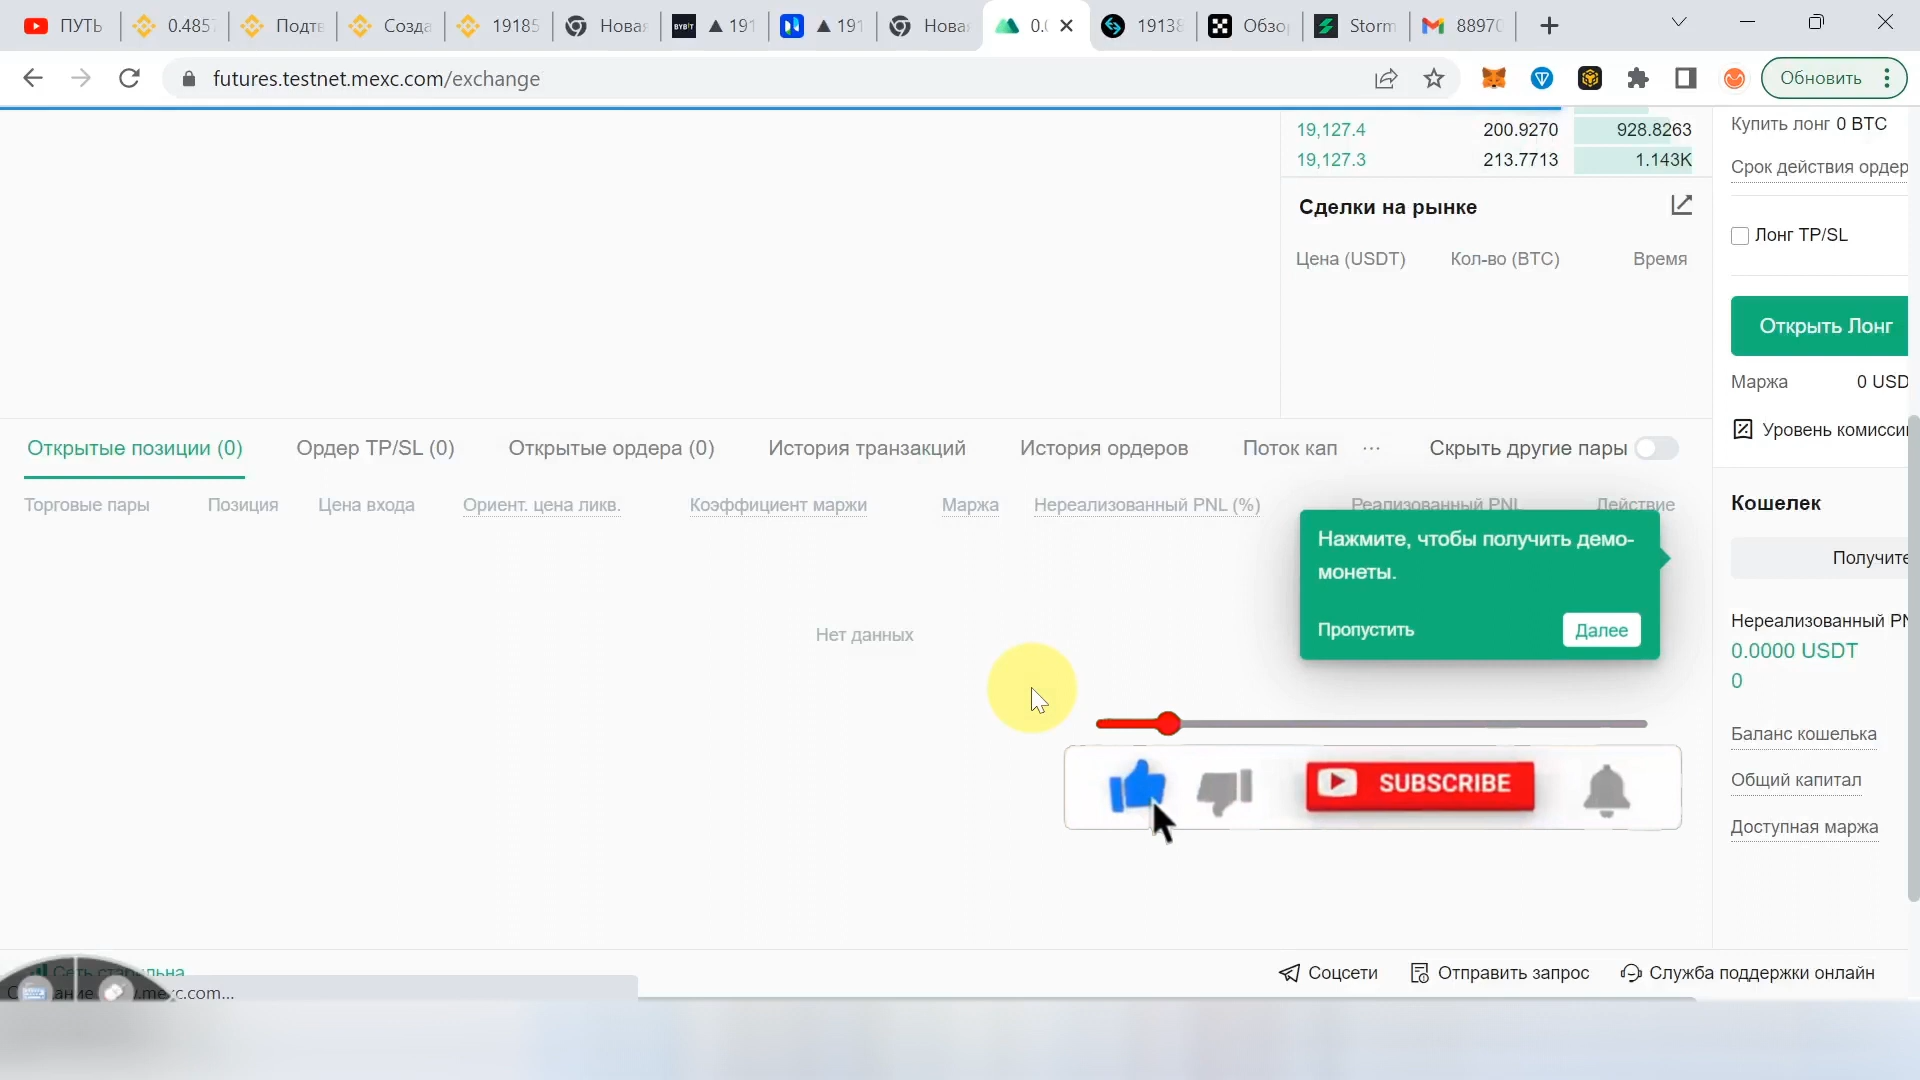 ПУТЬ
0.485
Подт
Созда
19185
Нова
BYBIT
191
191
Нова
0.
1913
Обзо
Storm
8897
futures.testnet.mexc.com/exchange
Обновить
19,127.4 200.9270 928.8263
19,127.3 213.7713 1.143K
Сделки на рынке
Цена (USDT) Кол-во (BTC) Время
Купить лонг 0 BTC
Срок действия ордер
Лонг TP/SL
Открыть Лонг
Маржа 0 USD
Уровень комисси
Открытые позиции (0) Ордер TP/SL (0) Открытые ордера (0) История транзакций История ордеров Поток кап ··· Скрыть другие пары
Торговые пары Позиция Цена входа Ориент. цена ликв. Коэффициент маржи Маржа Нереализованный PNL (%) Реализованный PNL Действие
Нажмите, чтобы получить демо-
монеты.
Пропустить Далее
Нет данных
Кошелек
Получите
Нереализованный PN
0.0000 USDT
0
Баланс кошелька
Общий капитал
Доступная маржа
SUBSCRIBE
Соцсети Отправить запрос Служба поддержки онлайн